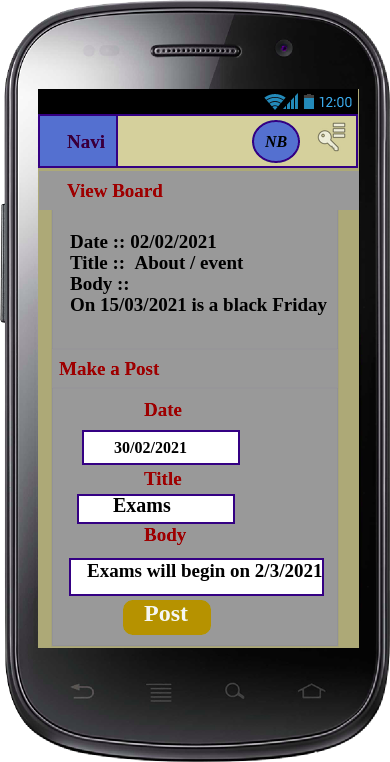 12:00
Navi
NB
View Board
Date :: 02/02/2021
Title :: About / event
Body ::
On 15/03/2021 is a black Friday
Make a Post
Date
30/02/2021
Title
Exams
Body
Exams will begin on 2/3/2021
Post